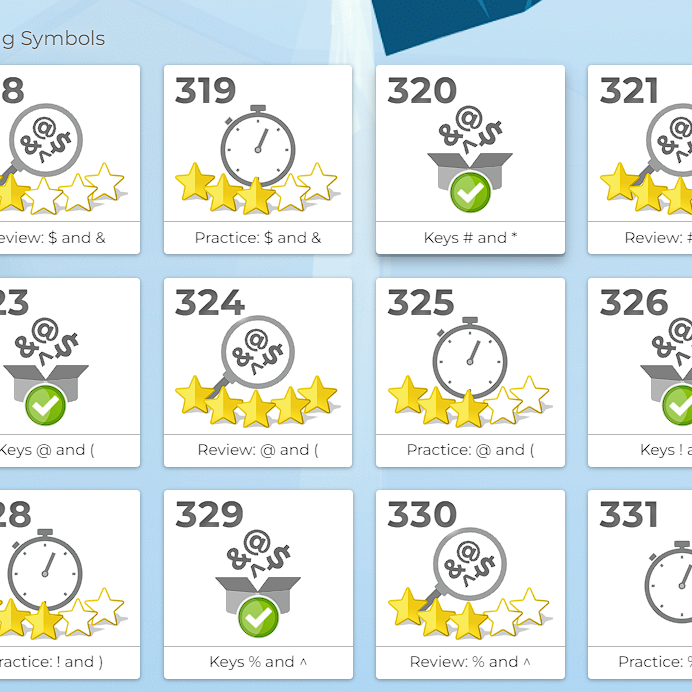 g Symbols
8 319 320 321
eview: $ and & Practice: $ and & Keys # and * Review: #
23 324 325 326
Keys @ and ( Review: @ and ( Practice: @ and ( Keys ! a
28 329 330 331
ractice: ! and ) Keys % and ^ Review: % and ^ Practice: %